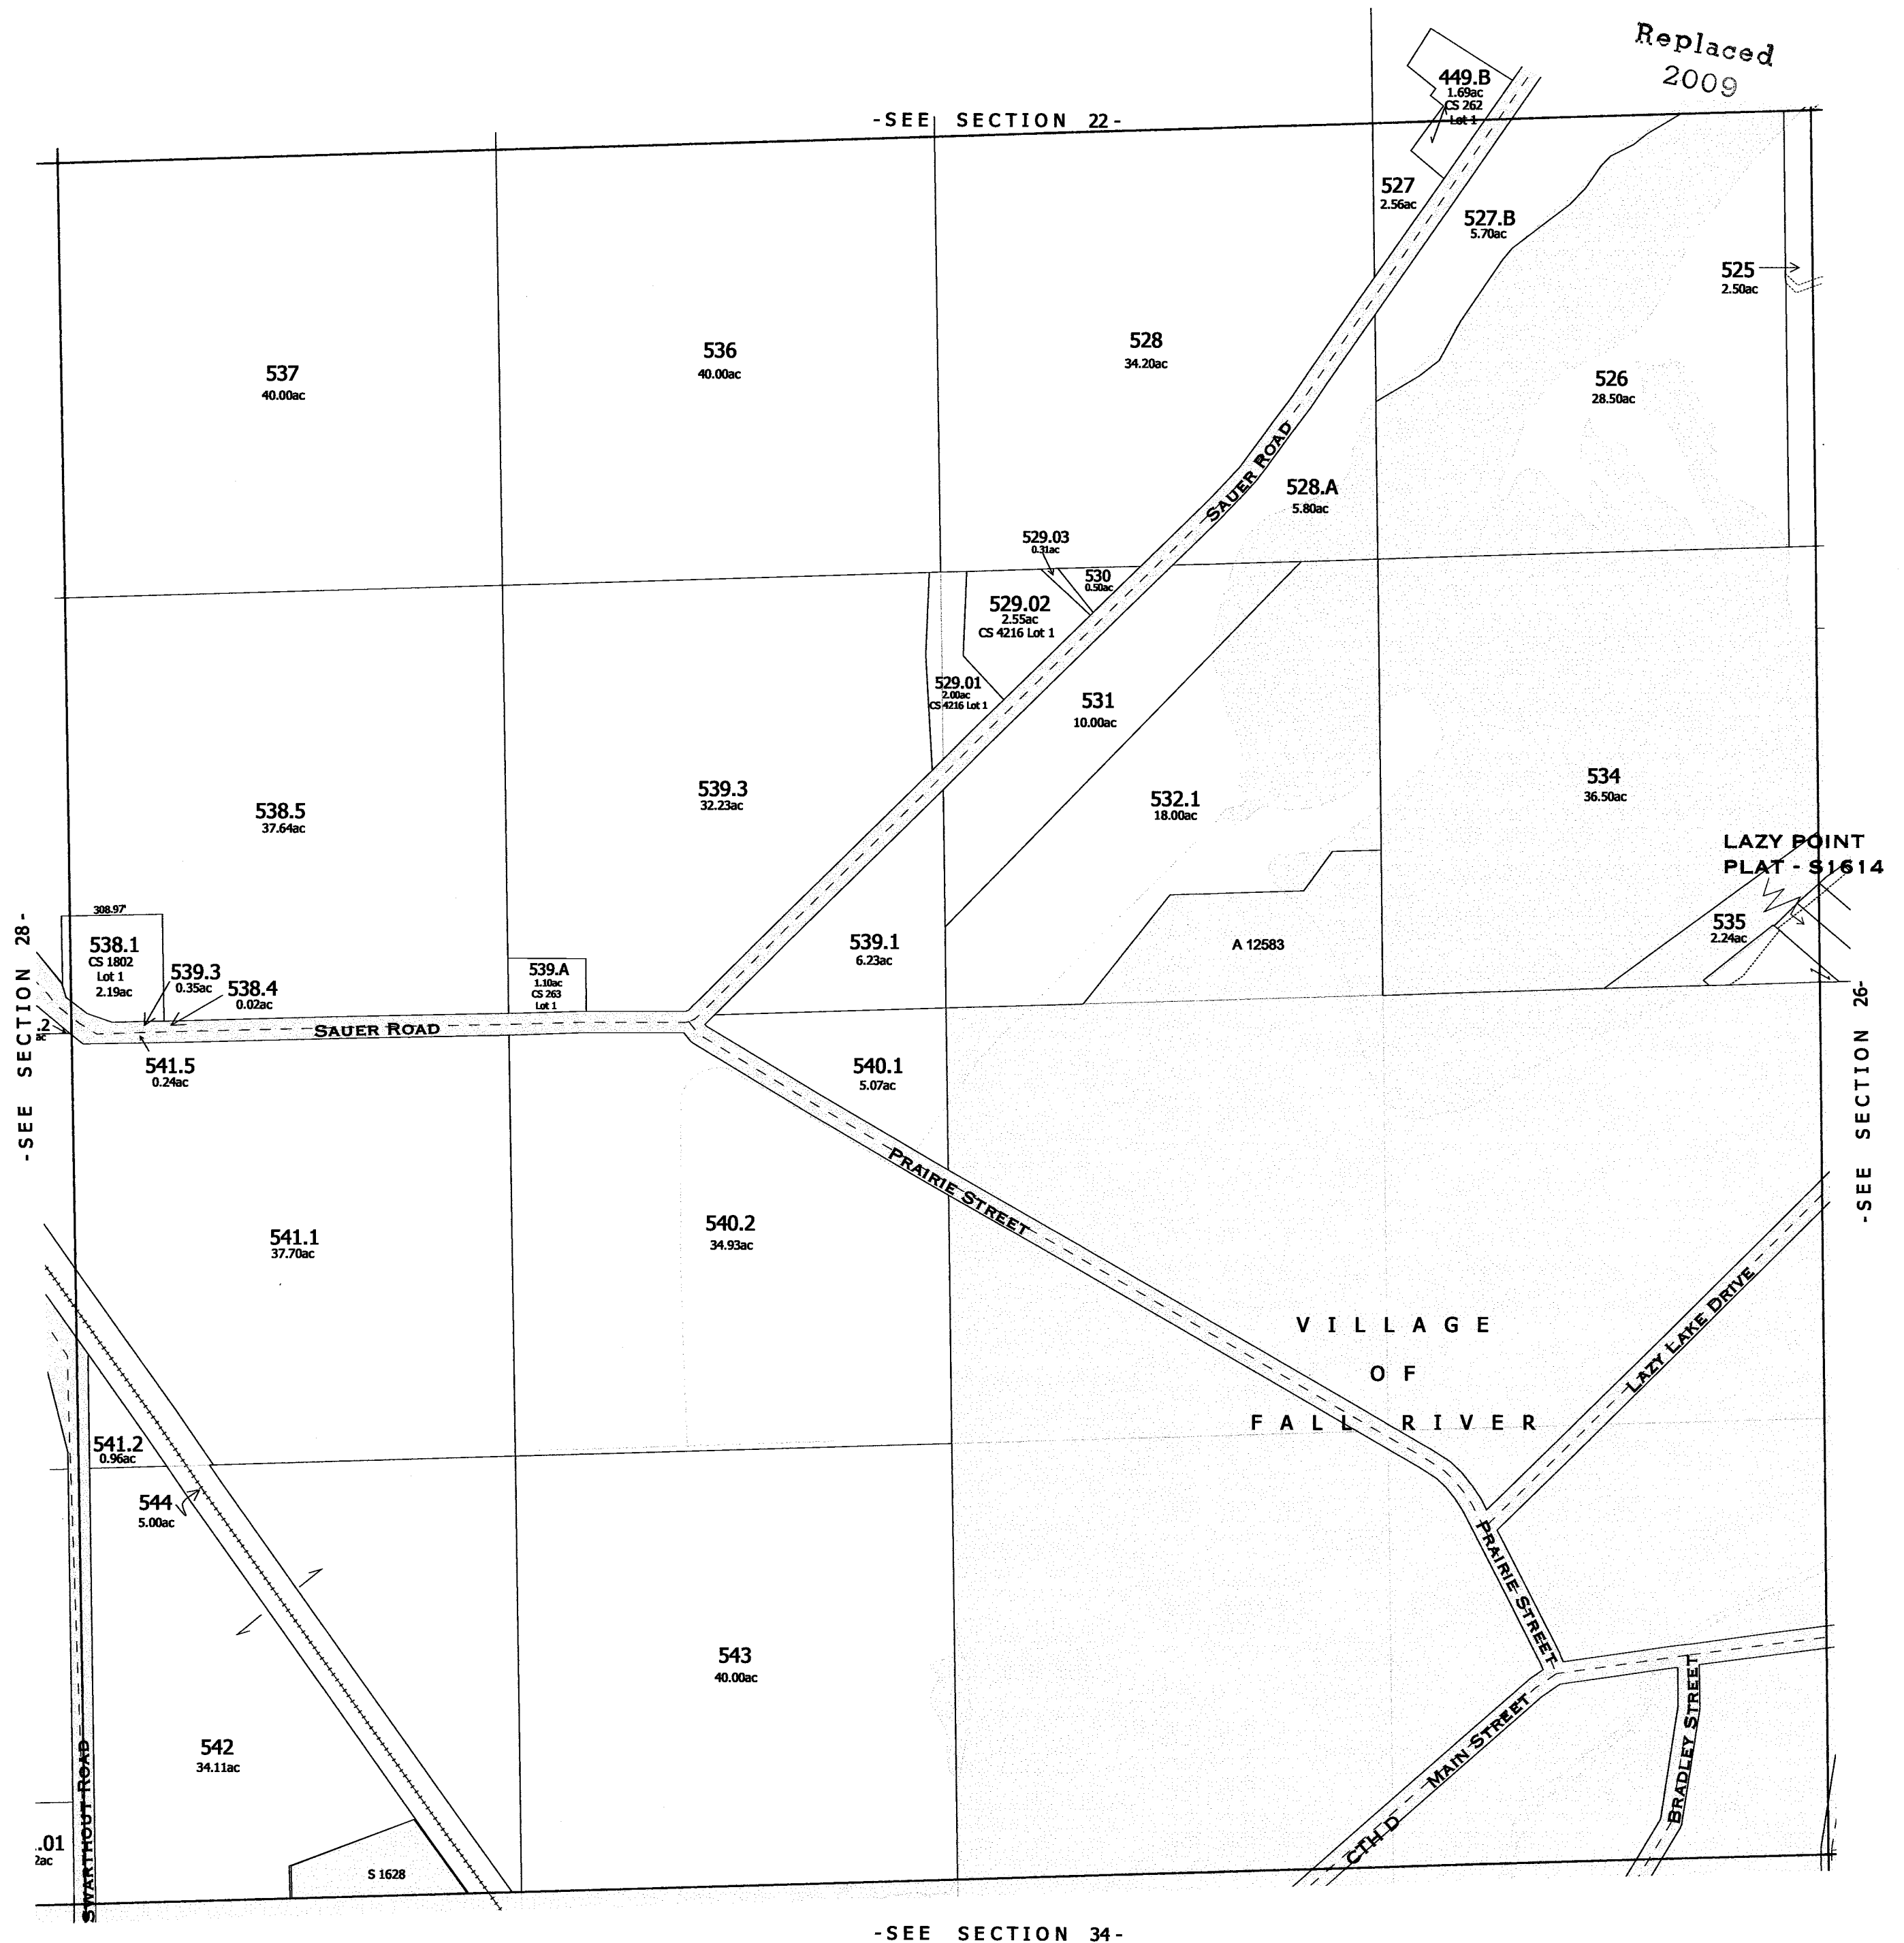 Replaced
2009
-SEE SECTION 22-
449.B
1.69ac
CS 262
Lot 1
527
2.56ac
527.B
5.70ac
525
2.50ac
537
40.00ac
536
40.00ac
528
34.20ac
526
28.50ac
SAUER ROAD
528.A
5.80ac
529.03
0.31ac
530
0.50ac
529.02
2.55ac
CS 4216 Lot 1
529.01
2.00ac
CS 4216 Lot 1
531
10.00ac
538.5
37.64ac
539.3
32.23ac
532.1
18.00ac
534
36.50ac
LAZY POINT
PLAT - S1614
535
2.24ac
-SEE SECTION 28-
308.97'
538.1
CS 1802
Lot 1
2.19ac
539.3
0.35ac
538.4
0.02ac
539.A
1.10ac
CS 263
Lot 1
539.1
6.23ac
A 12583
-SEE SECTION 26-
.2
ac
SAUER ROAD
541.5
0.24ac
540.1
5.07ac
PRAIRIE STREET
541.1
37.70ac
540.2
34.93ac
VILLAGE
OF
FALL RIVER
LAZY LAKE DRIVE
541.2
0.96ac
544
5.00ac
PRAIRIE STREET
543
40.00ac
542
34.11ac
MAIN STREET
BRADLEY STREET
CTH D
SWARTHOUT ROAD
.01
2ac
S 1628
-SEE SECTION 34-